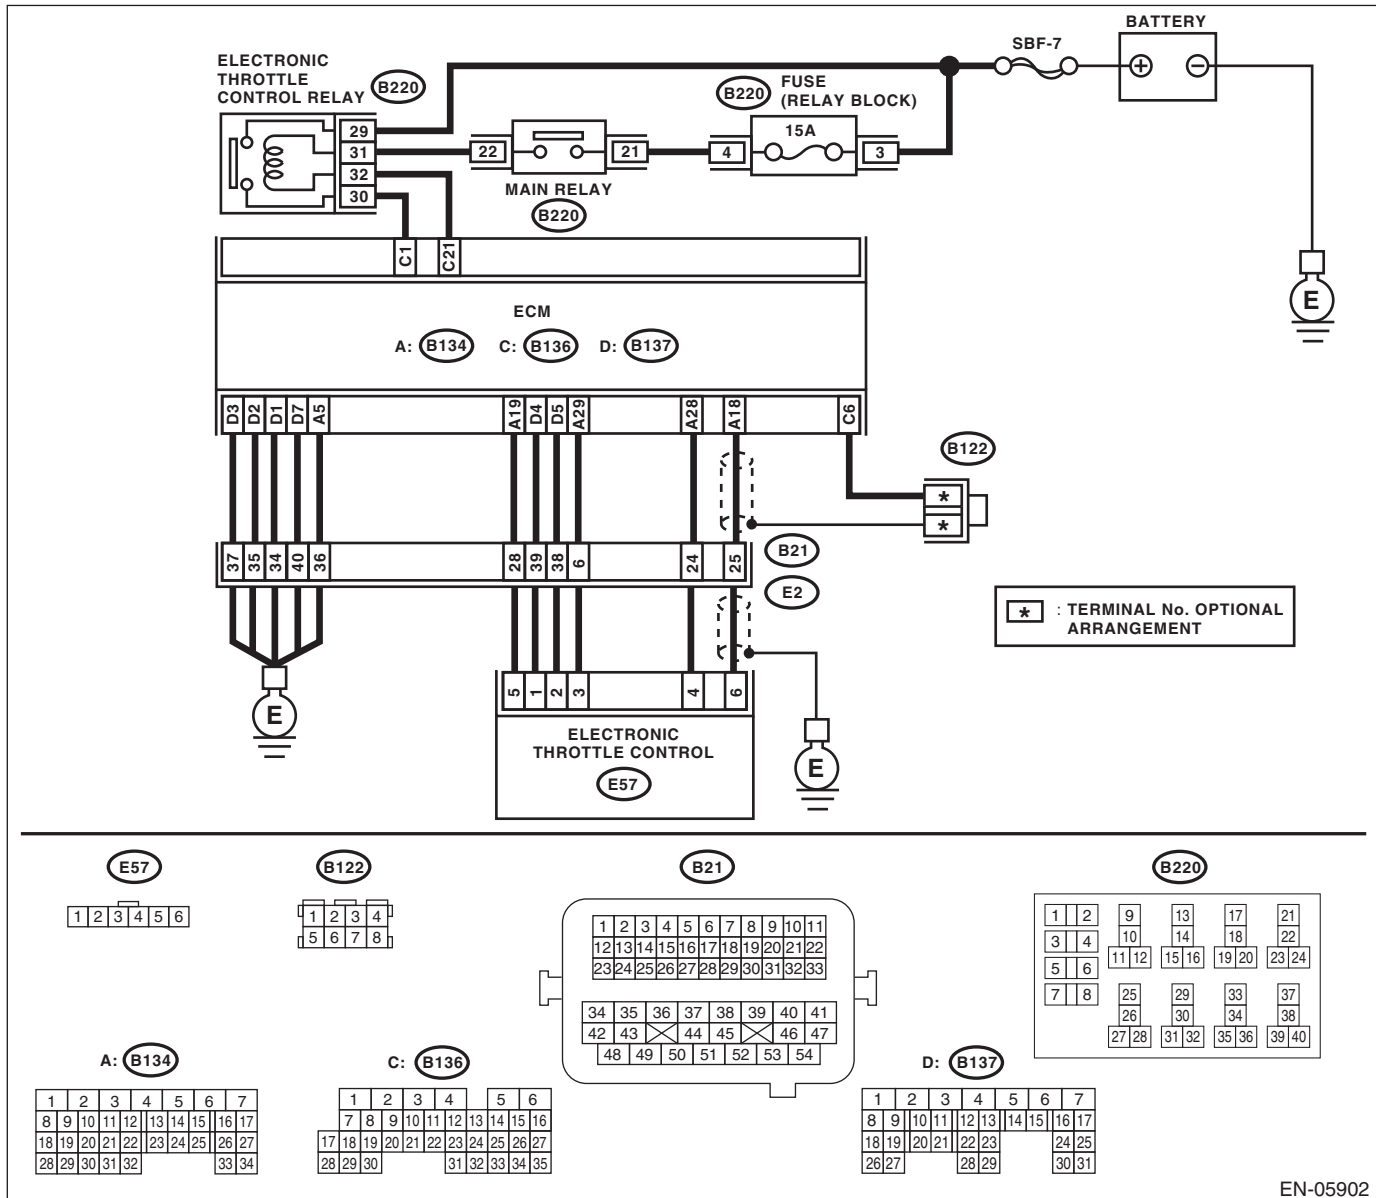 BATTERY
SBF-7
+ −
ELECTRONIC
THROTTLE
CONTROL RELAY
B220
B220
FUSE
(RELAY BLOCK)
15A
29
31
32
30
22
21
4
3
MAIN RELAY
B220
E
C1 C21
ECM
A: B134 C: B136 D: B137
D3 D2 D1 D7 A5 A19 D4 D5 A29 A28 A18 C6
B122
*
*
37 35 34 40 36 28 39 38 6 24 25
B21
E2
* : TERMINAL No. OPTIONAL
ARRANGEMENT
5 1 2 3 4 6
E
ELECTRONIC
THROTTLE CONTROL
E57
E
E57
1 2 3 4 5 6
B122
1 2 3 4
5 6 7 8
B21
1 2 3 4 5 6 7 8 9 10 11
12 13 14 15 16 17 18 19 20 21 22
23 24 25 26 27 28 29 30 31 32 33
34 35 36 37 38 39 40 41
42 43 44 45 46 47
48 49 50 51 52 53 54
B220
1 2 9 13 17 21
3 4 10 14 18 22
5 6 11 12 15 16 19 20 23 24
7 8 25 29 33 37
26 30 34 38
27 28 31 32 35 36 39 40
A: B134
1 2 3 4 5 6 7
8 9 10 11 12 13 14 15 16 17
18 19 20 21 22 23 24 25 26 27
28 29 30 31 32 33 34
C: B136
1 2 3 4 5 6
7 8 9 10 11 12 13 14 15 16
17 18 19 20 21 22 23 24 25 26 27
28 29 30 31 32 33 34 35
D: B137
1 2 3 4 5 6 7
8 9 10 11 12 13 14 15 16 17
18 19 20 21 22 23 24 25
26 27 28 29 30 31
EN-05902